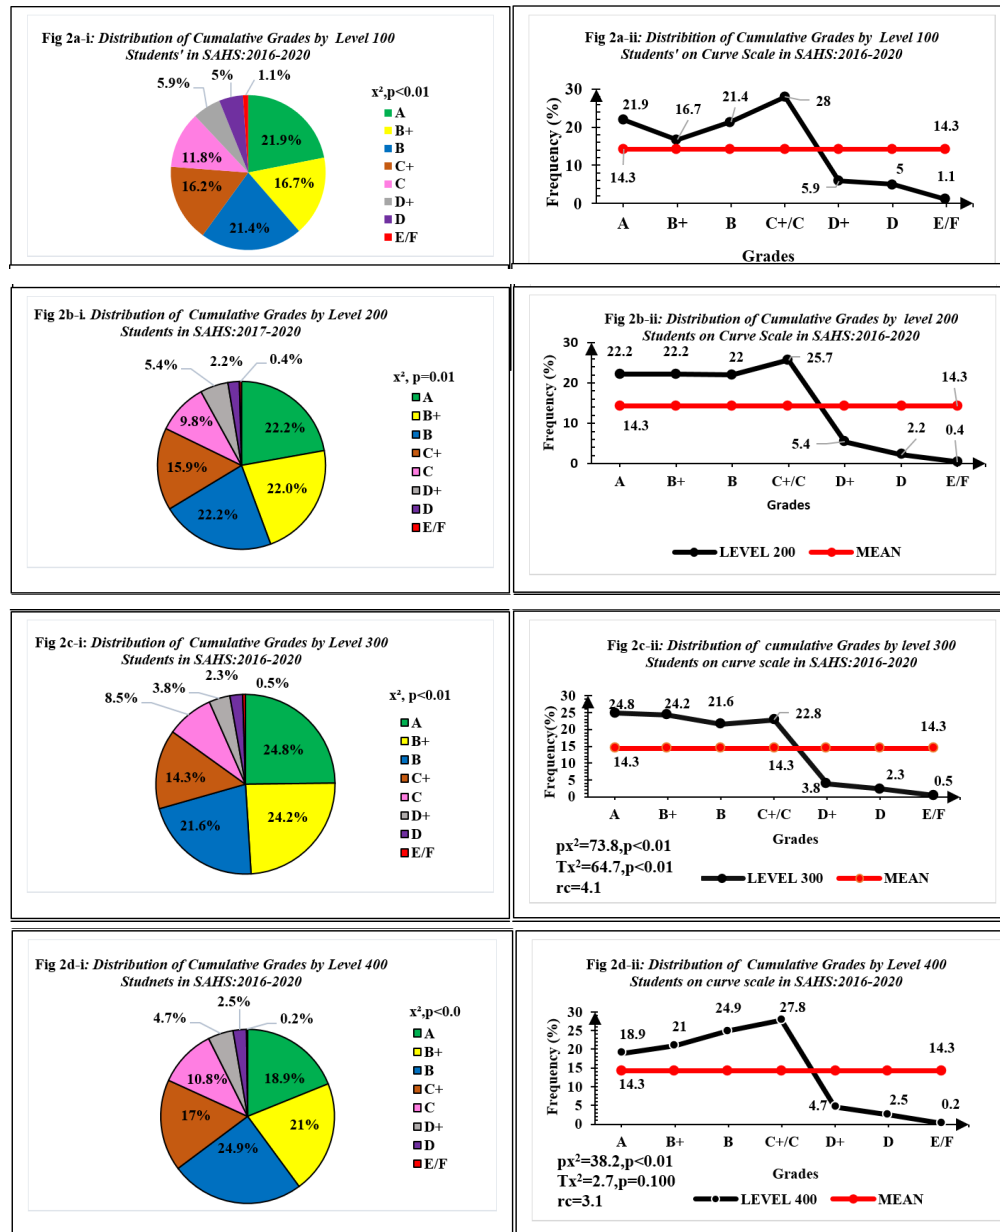 Fig 2a-i: Distribution of Cumalative Grades by Level 100
Students' in SAHS:2016-2020
5.9%
5%
1.1%
21.9%
16.7%
21.4%
16.2%
11.8%
x²,p<0.01
A
B+
B
C+
C
D+
D
E/F
Fig 2a-ii: Distribition of Cumulative Grades by Level 100
Students' on Curve Scale in SAHS:2016-2020
Frequency (%)
30
20
10
0
21.9
16.7
21.4
28
14.3
14.3
5.9
5
1.1
A B+ B C+/C D+ D E/F
Grades
Fig 2b-i. Distribution of Cumulative Grades by Level 200
Students in SAHS:2017-2020
5.4%
2.2%
0.4%
22.2%
22.0%
22.2%
15.9%
9.8%
x², p=0.01
A
B+
B
C+
C
D+
D
E/F
Fig 2b-ii: Distribution of Cumulative Grades by level 200
Students on Curve Scale in SAHS:2016-2020
Frequency (%)
30
20
10
0
22.2
22.2
22
25.7
14.3
14.3
5.4
2.2
0.4
A B+ B C+/C D+ D E/F
Grades
LEVEL 200 MEAN
Fig 2c-i: Distribution of Cumulative Grades by Level 300
Students in SAHS:2016-2020
8.5%
3.8%
2.3%
0.5%
24.8%
24.2%
21.6%
14.3%
x², p<0.01
A
B+
B
C+
C
D+
D
E/F
Fig 2c-ii: Distribution of cumulative Grades by level 300
Students on curve scale in SAHS:2016-2020
Frequency(%)
30
25
20
15
10
5
0
24.8
24.2
21.6
22.8
14.3
14.3
14.3
3.8
2.3
0.5
A B+ B C+/C D+ D E/F
Grades
px²=73.8,p<0.01
Tx²=64.7,p<0.01
rc=4.1
LEVEL 300 MEAN
Fig 2d-i: Distribution of Cumulative Grades by Level 400
Studnets in SAHS:2016-2020
4.7%
2.5%
0.2%
18.9%
21%
24.9%
17%
10.8%
x²,p<0.0
A
B+
B
C+
C
D+
D
E/F
Fig 2d-ii: Distribution of Cumulative Grades by Level 400
Students on curve scale in SAHS:2016-2020
Frequency (%)
30
25
20
15
10
5
0
18.9
21
24.9
27.8
14.3
14.3
4.7
2.5
0.2
A B+ B C+/C D+ D E/F
Grades
px²=38.2,p<0.01
Tx²=2.7,p=0.100
rc=3.1
LEVEL 400 MEAN